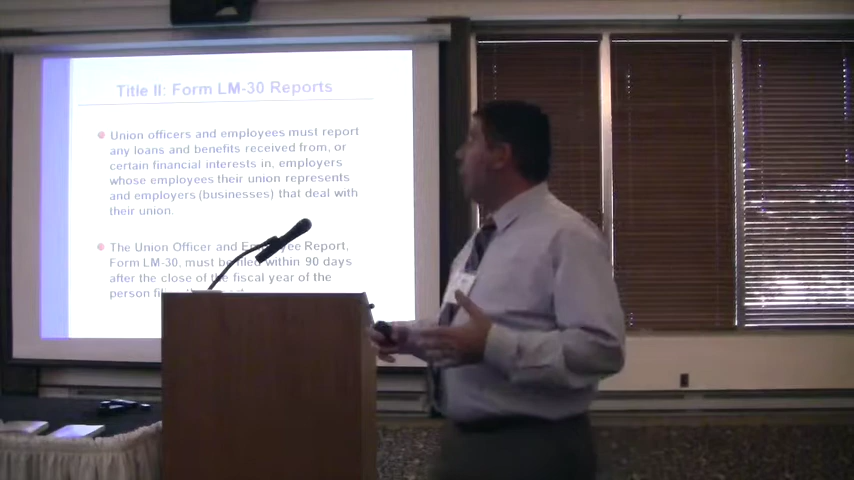 Title II: Form LM-30 Reports
Union officers and employees must report
any loans and benefits received from, or
certain financial interests in, employers
whose employees their union represents
and employers (businesses) that deal with
their union.
The Union Officer and Employee Report,
Form LM-30, must be filed within 90 days
after the close of the fiscal year of the
person